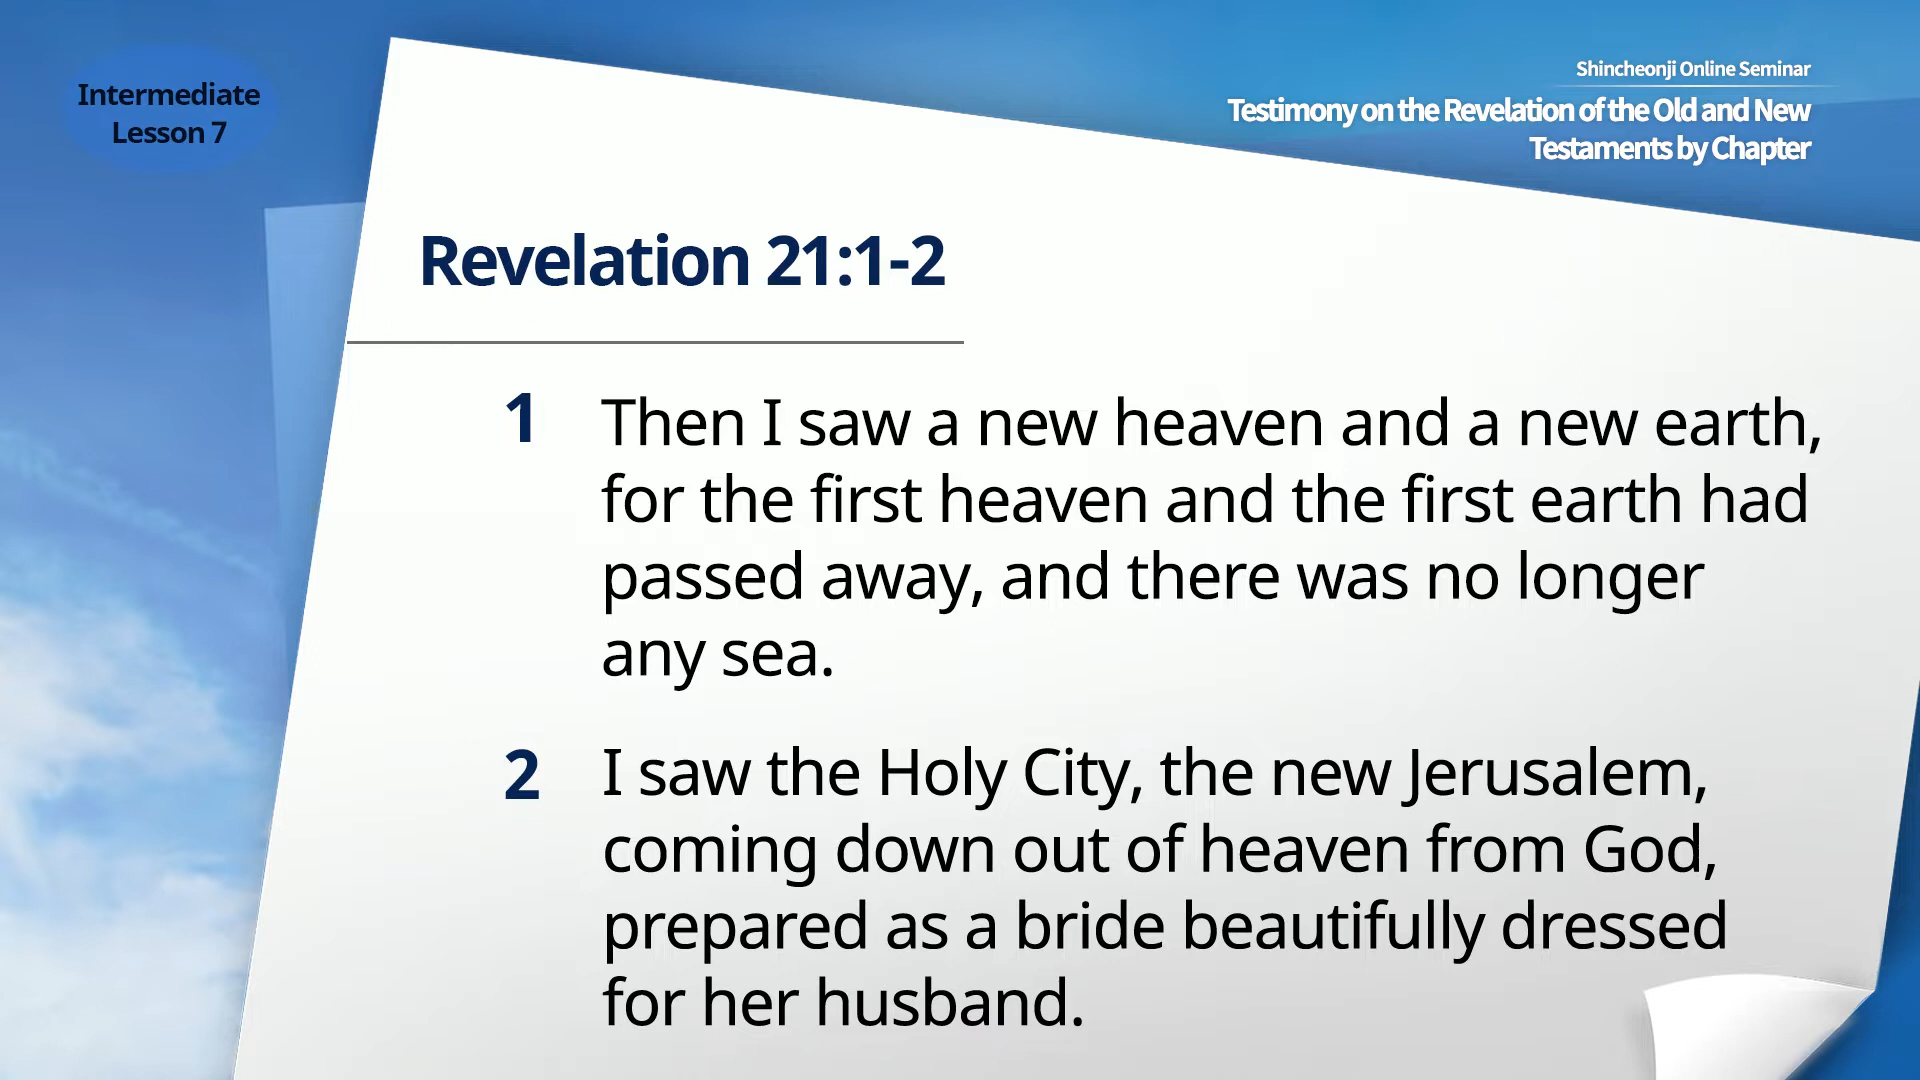 Intermediate
Lesson 7
Shincheonji Online Seminar
Testimony on the Revelation of the Old and New
Testaments by Chapter
Revelation 21:1-2
1 Then I saw a new heaven and a new earth,
for the first heaven and the first earth had
passed away, and there was no longer
any sea.
2 I saw the Holy City, the new Jerusalem,
coming down out of heaven from God,
prepared as a bride beautifully dressed
for her husband.